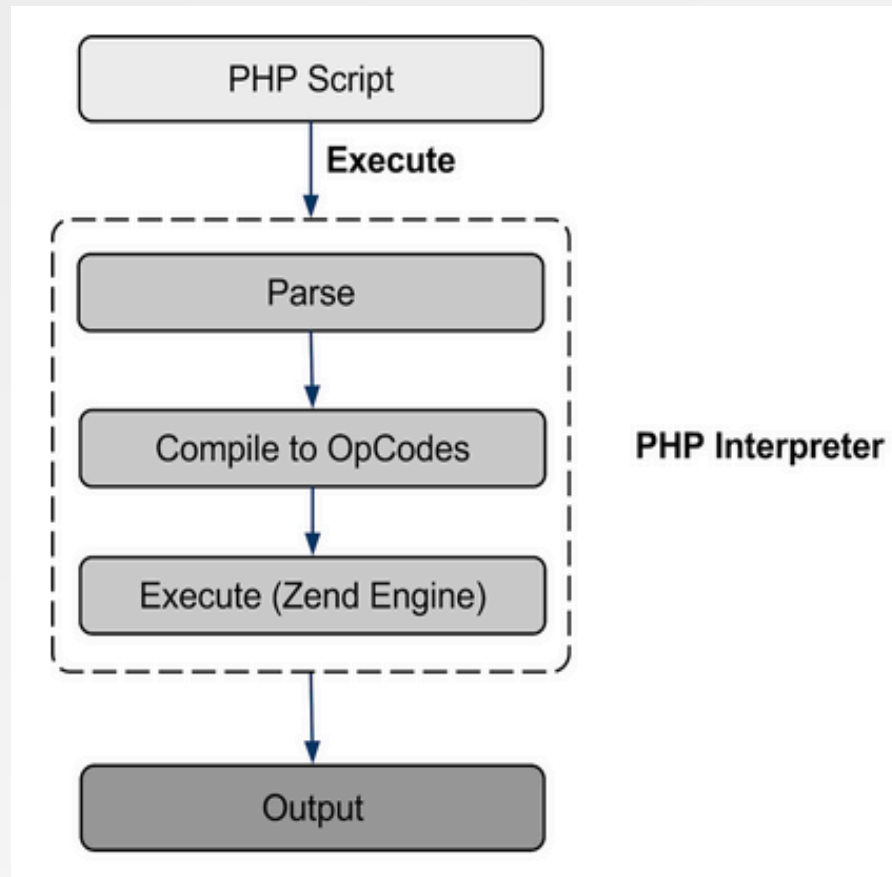 PHP Script
Execute
Parse
Compile to OpCodes
PHP Interpreter
Execute (Zend Engine)
Output